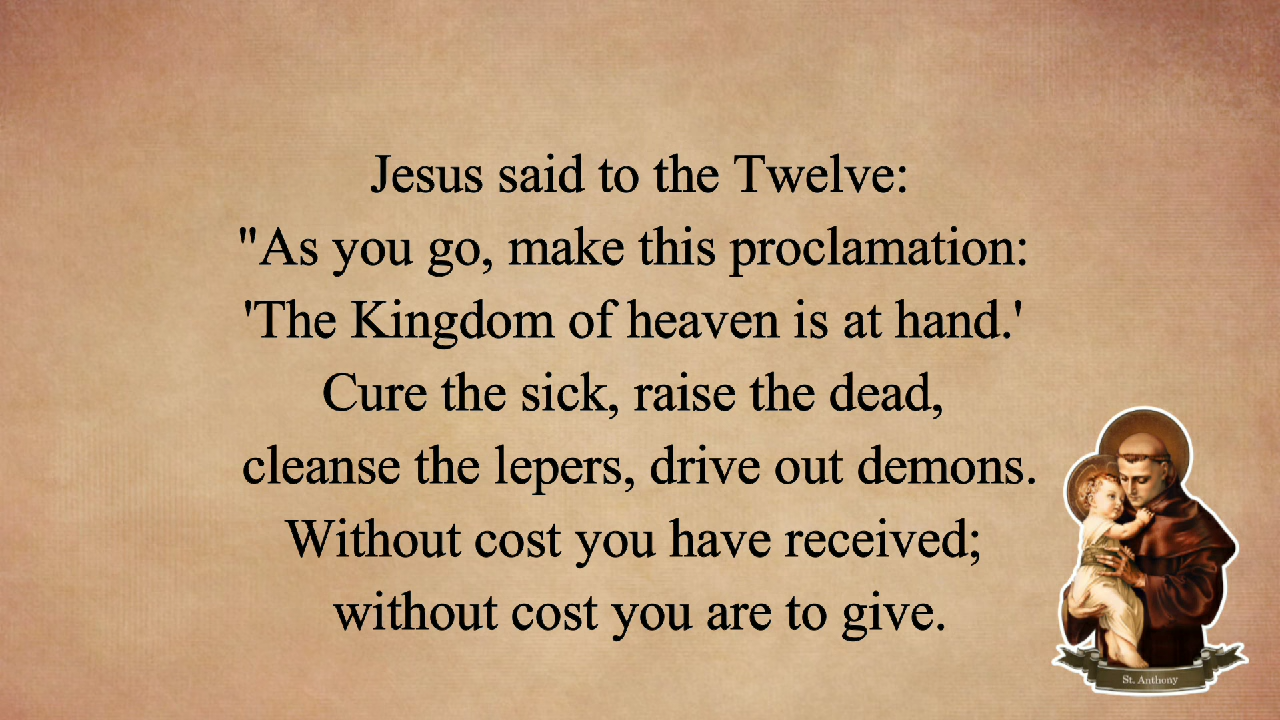 Jesus said to the Twelve:
"As you go, make this proclamation:
'The Kingdom of heaven is at hand.'
Cure the sick, raise the dead,
cleanse the lepers, drive out demons.
Without cost you have received;
without cost you are to give.
St. Anthony